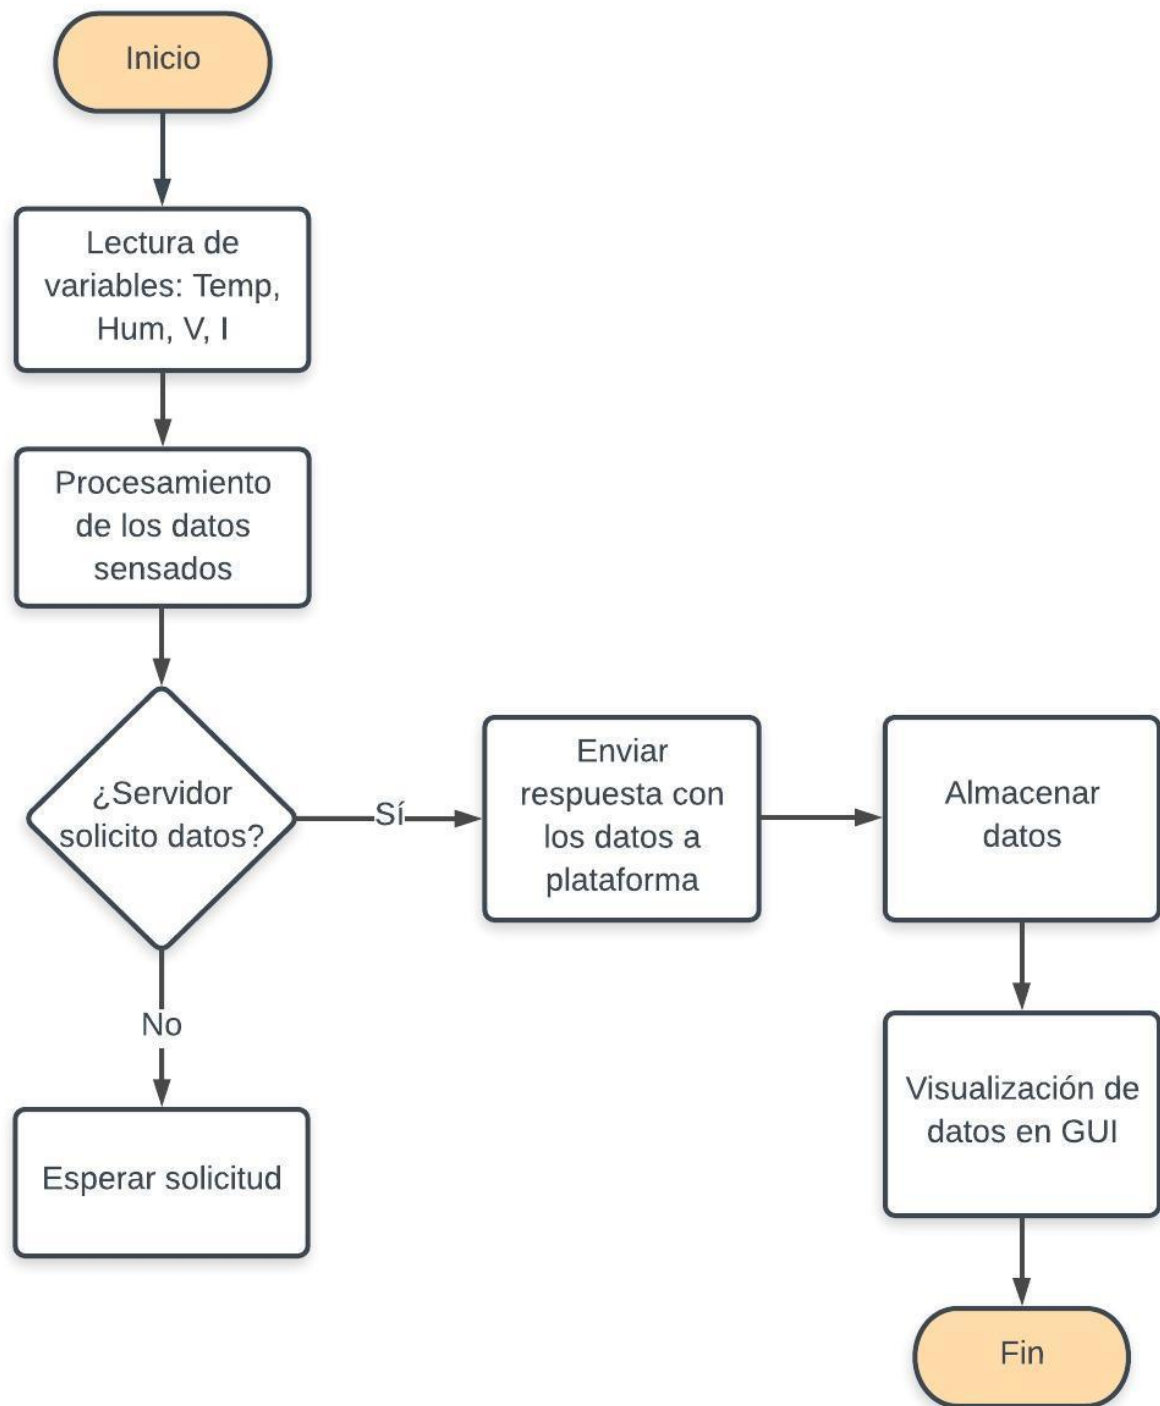 Inicio
Lectura de
variables: Temp,
Hum, V, I
Procesamiento
de los datos
sensados
¿Servidor
solicito datos?
Sí
Enviar
respuesta con
los datos a
plataforma
Almacenar
datos
No
Esperar solicitud
Visualización de
datos en GUI
Fin